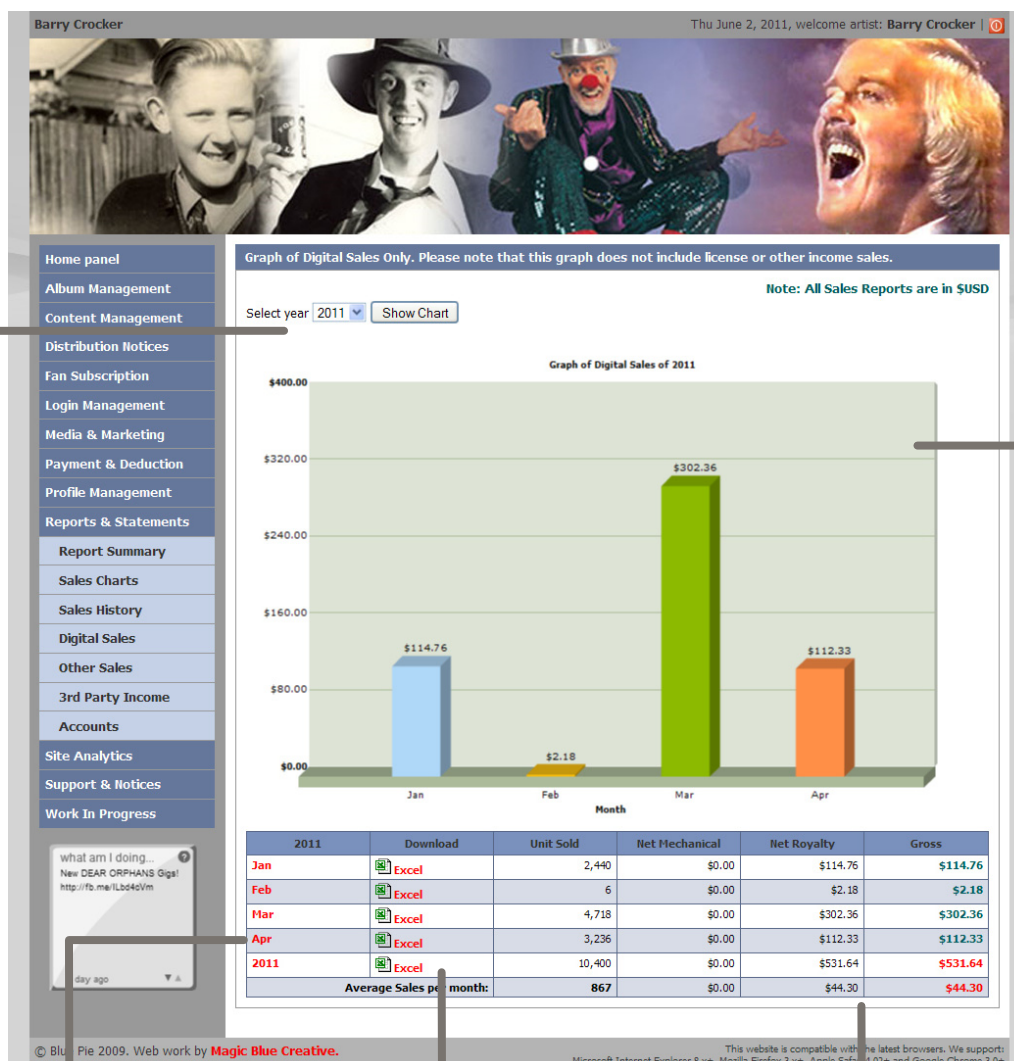 Barry Crocker
Thu June 2, 2011, welcome artist: Barry Crocker |
Home panel
Album Management
Content Management
Distribution Notices
Fan Subscription
Login Management
Media & Marketing
Payment & Deduction
Profile Management
Reports & Statements
Report Summary
Sales Charts
Sales History
Digital Sales
Other Sales
3rd Party Income
Accounts
Site Analytics
Support & Notices
Work In Progress
what am I doing...
New DEAR ORPHANS Gigs!
http://fb.me/ILbd4oVm
day ago
Graph of Digital Sales Only. Please note that this graph does not include license or other income sales.
Note: All Sales Reports are in $USD
Select year 2011 Show Chart
Graph of Digital Sales of 2011
$400.00
$320.00
$240.00
$160.00
$80.00
$0.00
$114.76
$2.18
$302.36
$112.33
Jan Feb Mar Apr
Month
2011 Download Unit Sold Net Mechanical Net Royalty Gross
Jan Excel 2,440 $0.00 $114.76 $114.76
Feb Excel 6 $0.00 $2.18 $2.18
Mar Excel 4,718 $0.00 $302.36 $302.36
Apr Excel 3,236 $0.00 $112.33 $112.33
2011 Excel 10,400 $0.00 $531.64 $531.64
Average Sales per month: 867 $0.00 $44.30 $44.30
© Blue Pie 2009. Web work by Magic Blue Creative.
This website is compatible with the latest browsers. We support: